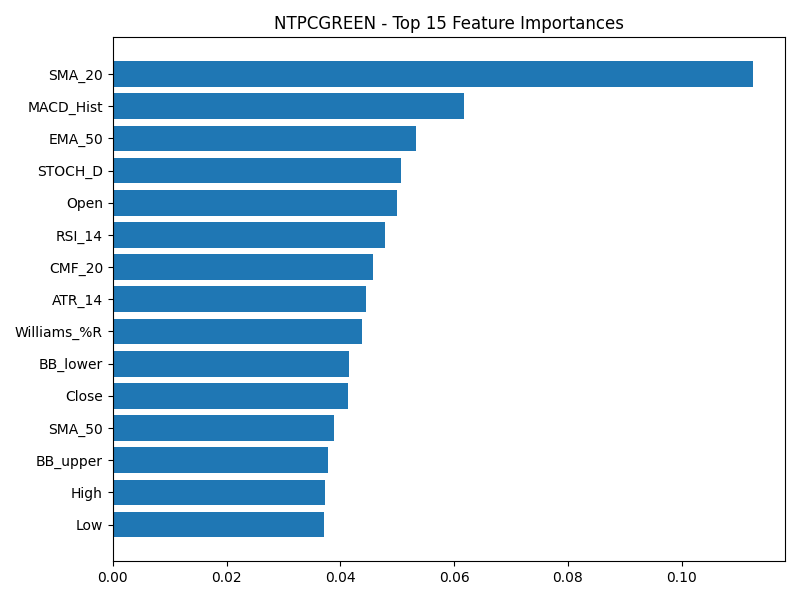 NTPCGREEN - Top 15 Feature Importances
SMA_20
MACD_Hist
EMA_50
STOCH_D
Open
RSI_14
CMF_20
ATR_14
Williams_%R
BB_lower
Close
SMA_50
BB_upper
High
Low
0.00 0.02 0.04 0.06 0.08 0.10